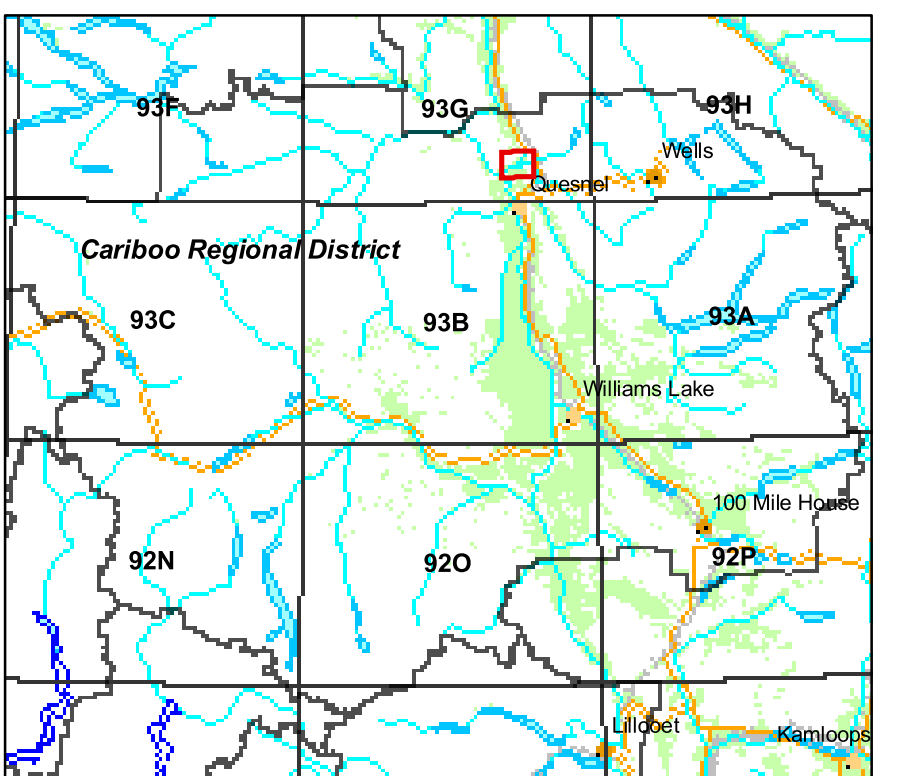 93F
93G
93H
Wells
Quesnel
Cariboo Regional District
93C
93B
93A
Williams Lake
100 Mile House
92N
92O
92P
Lillooet
Kamloops